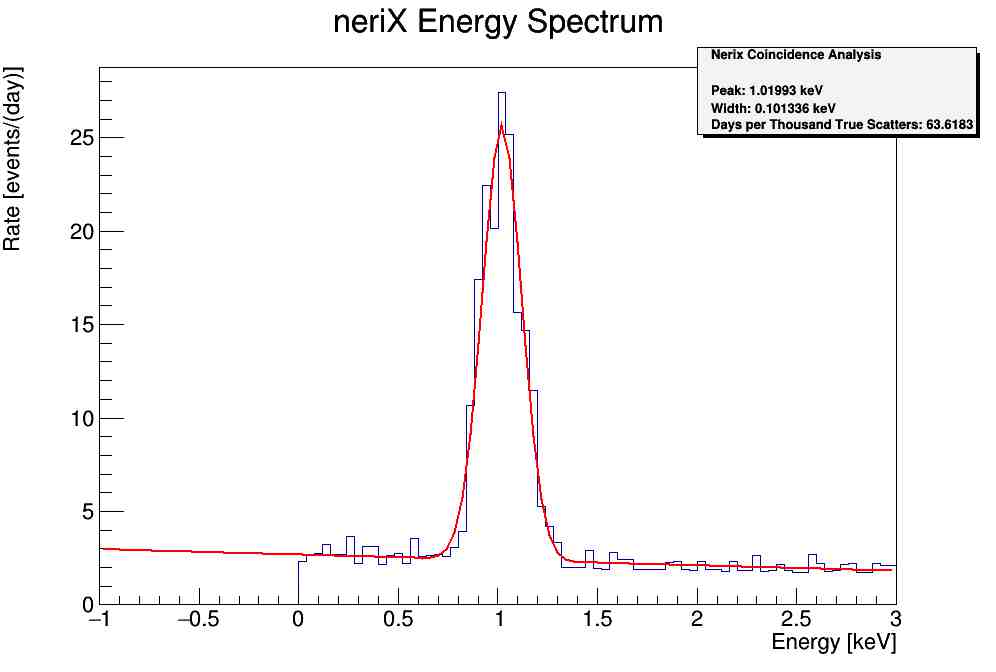 neriX Energy Spectrum
Nerix Coincidence Analysis
Peak: 1.01993 keV
Width: 0.101336 keV
Days per Thousand True Scatters: 63.6183
Rate [events/(day)]
25
20
15
10
5
0
−1 −0.5 0 0.5 1 1.5 2 2.5 3
Energy [keV]